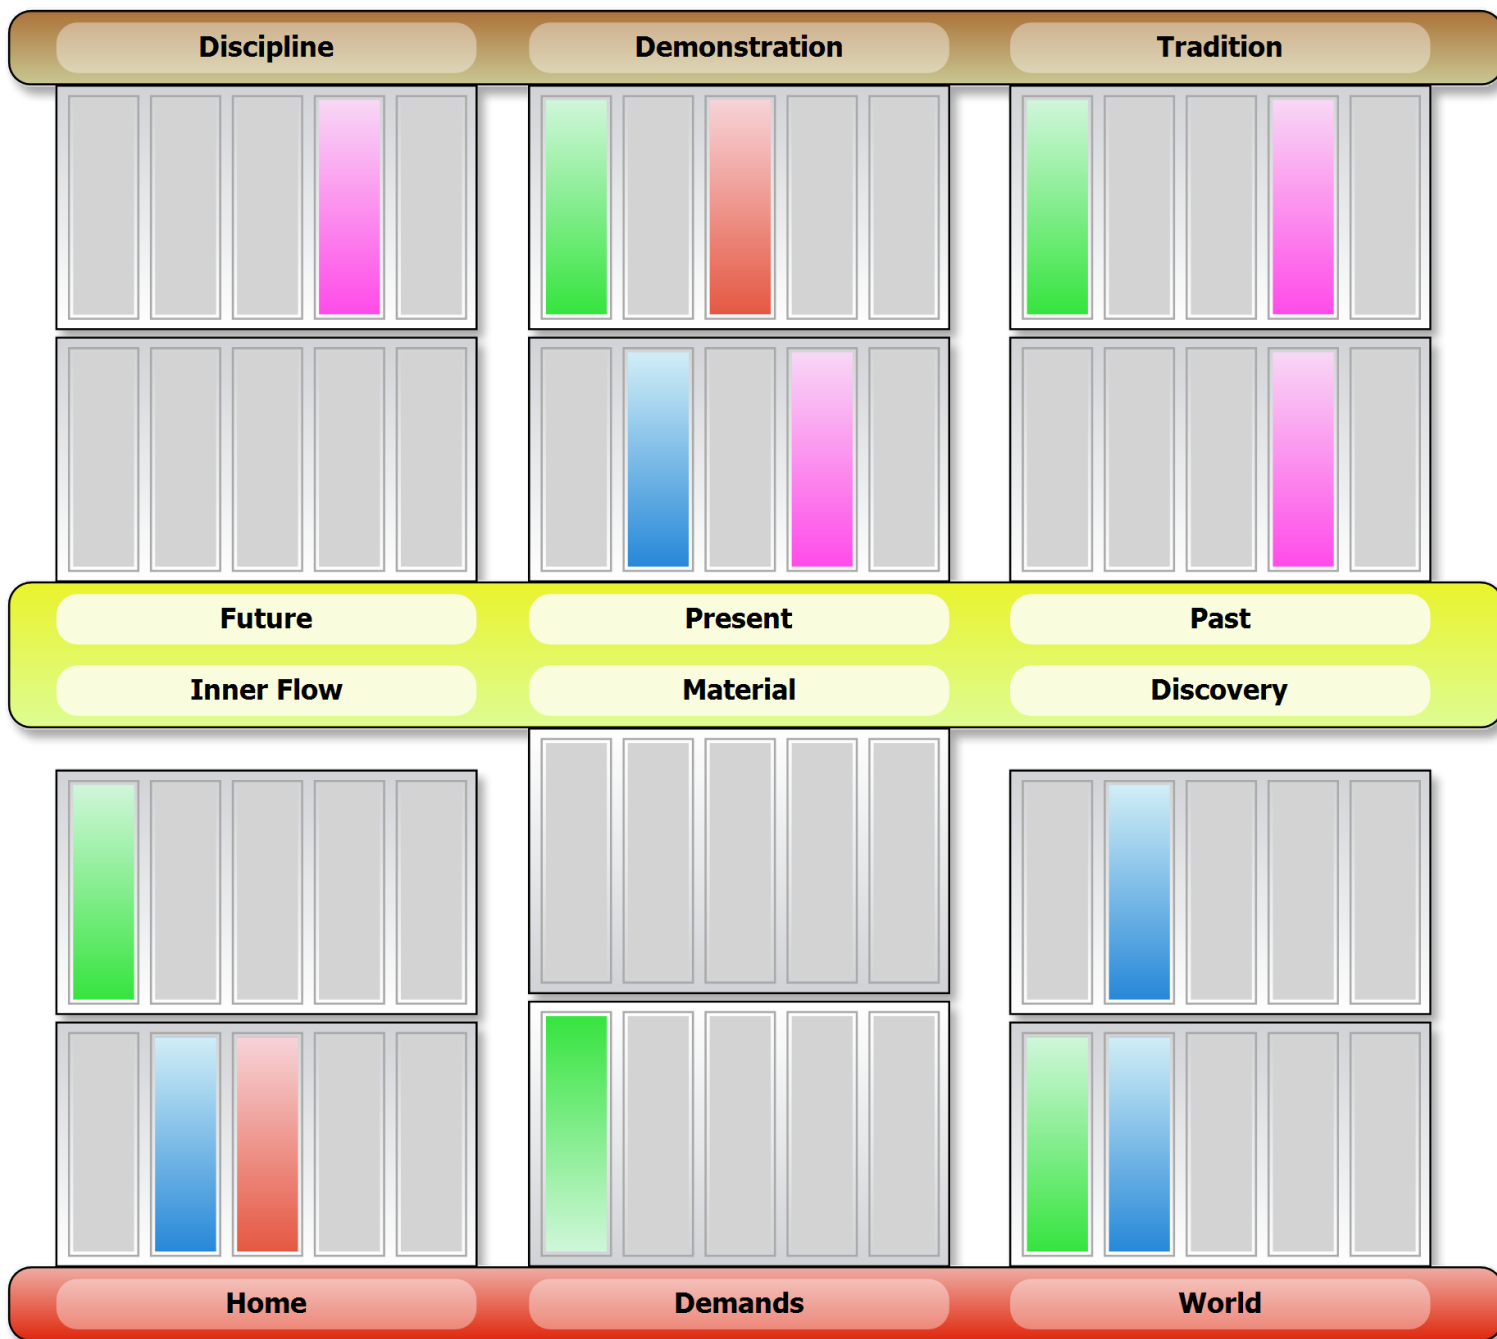 Discipline Demonstration Tradition
Future Present Past
Inner Flow Material Discovery
Home Demands World